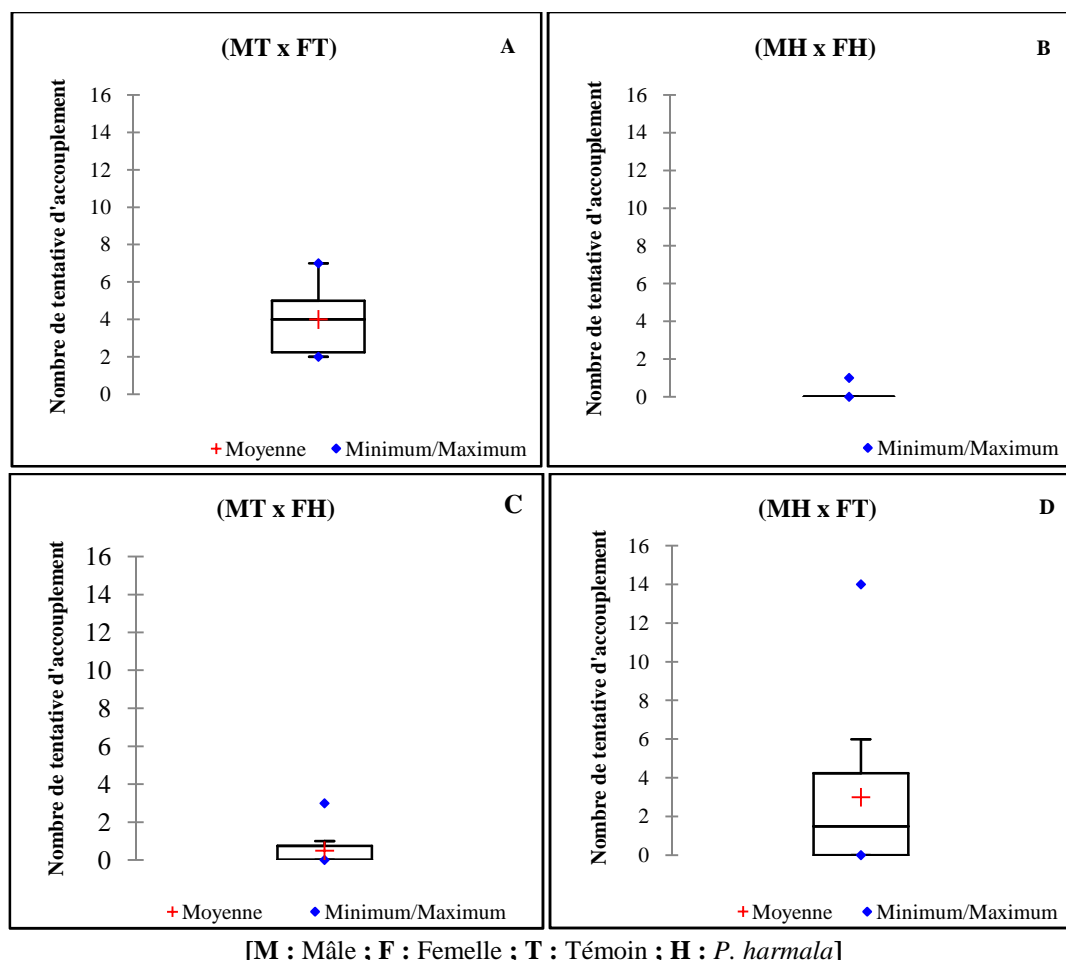 (MT x FT)
A
Nombre de tentative d'accouplement
16
14
12
10
8
6
4
2
0
+ Moyenne ◆ Minimum/Maximum
(MH x FH)
B
Nombre de tentative d'accouplement
16
14
12
10
8
6
4
2
0
◆ Minimum/Maximum
(MT x FH)
C
Nombre de tentative d'accouplement
16
14
12
10
8
6
4
2
0
+ Moyenne ◆ Minimum/Maximum
(MH x FT)
D
Nombre de tentative d'accouplement
16
14
12
10
8
6
4
2
0
+ Moyenne ◆ Minimum/Maximum
[M : Mâle ; F : Femelle ; T : Témoin ; H : P. harmala]